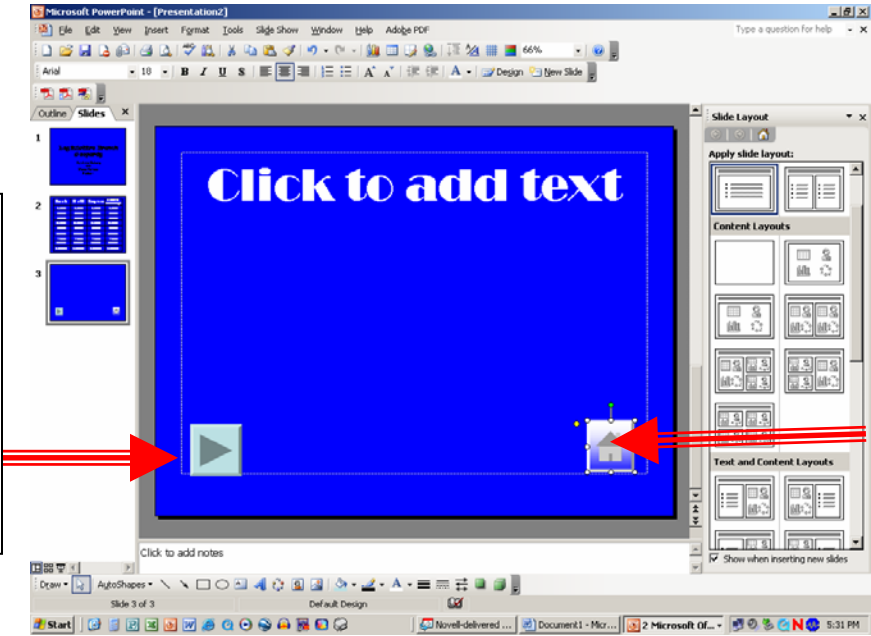 Microsoft PowerPoint - [Presentation2]
File Edit View Insert Format Tools Slide Show Window Help Adobe PDF Type a question for help
66%
Arial 18 B I U S A A A Design New Slide
Outline Slides Slide Layout
Apply slide layout:
1
2
3
Click to add text
Content Layouts
Text and Content Layouts
Click to add notes
Show when inserting new slides
Draw AutoShapes A
Slide 3 of 3 Default Design
Start Novell-delivered ... Document1 - Micr... 2 Microsoft Of... 5:31 PM